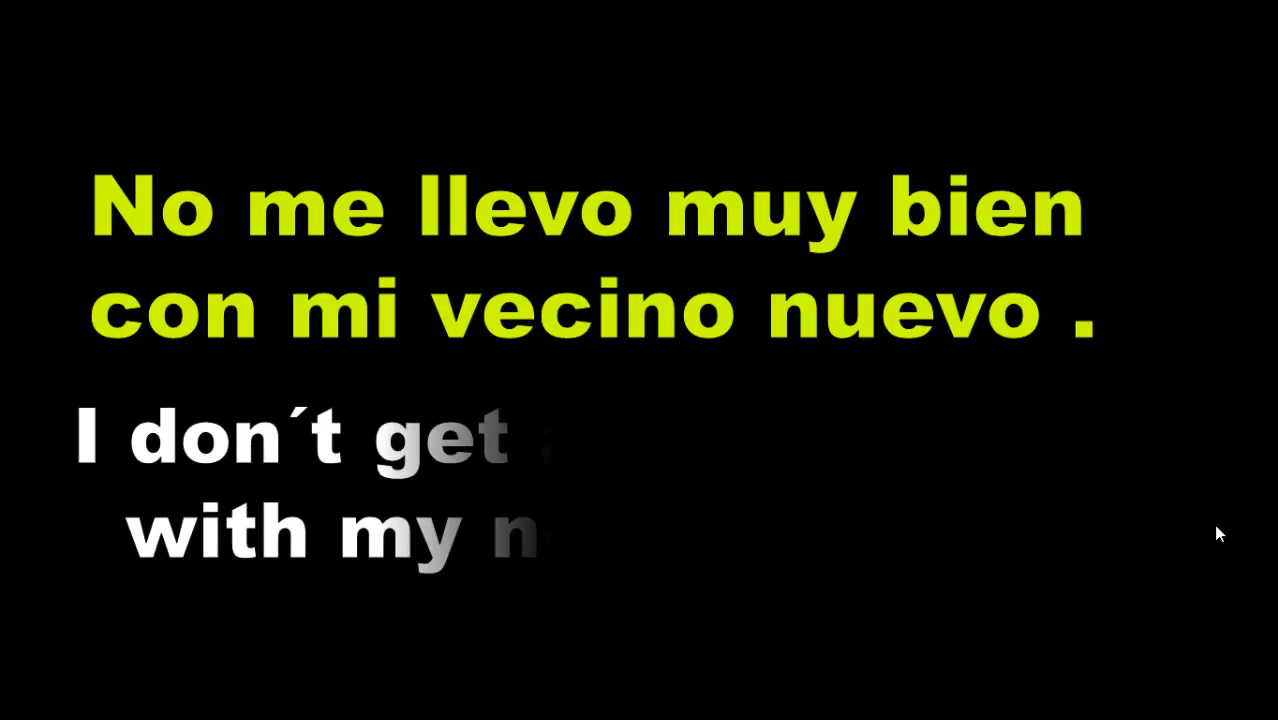 No me llevo muy bien
con mi vecino nuevo .
I don´t get
with my